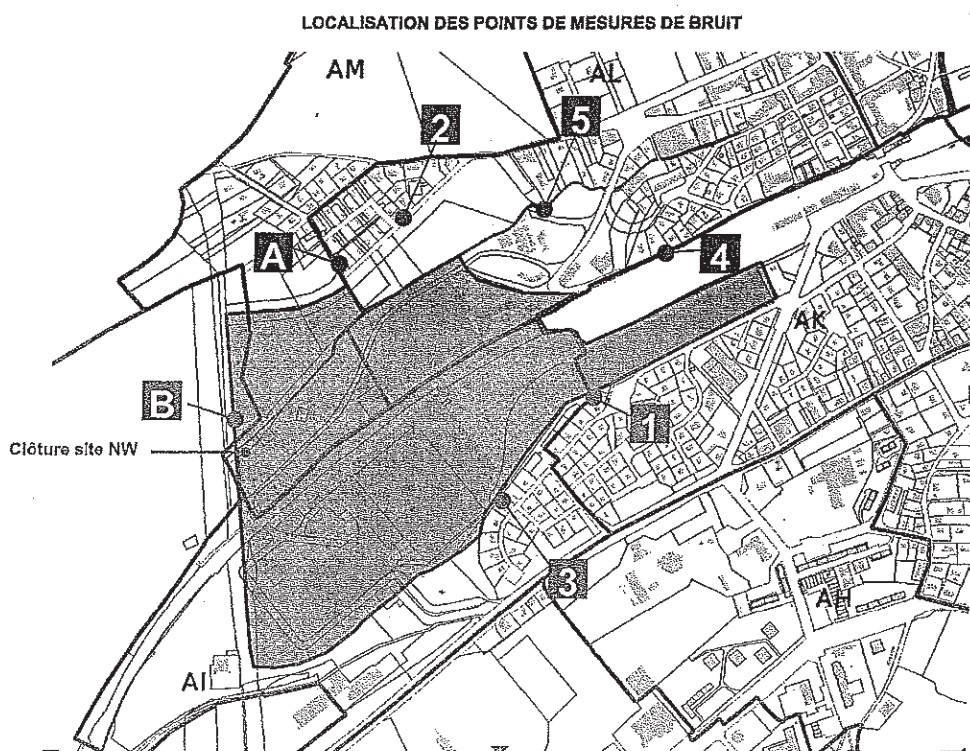 LOCALISATION DES POINTS DE MESURES DE BRUIT
AM
AL
2
5
A
4
AK
B
1
Clôture site NW
3
AH
AI